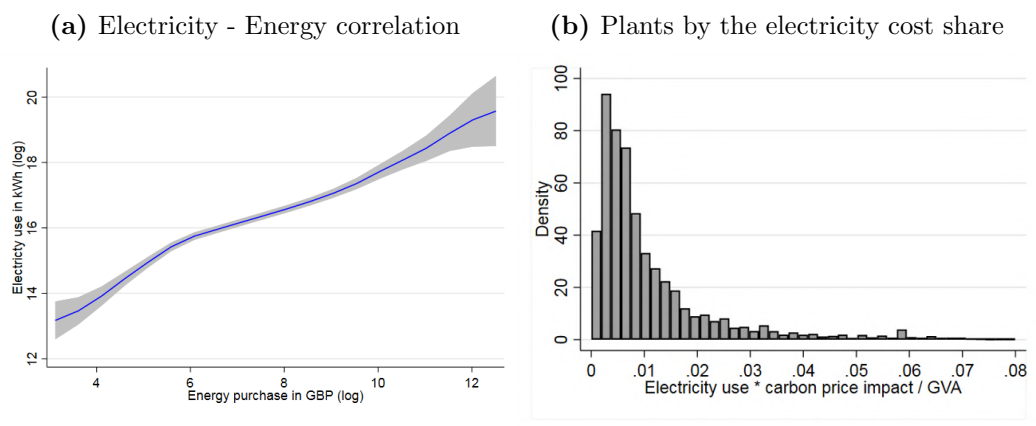 (a) Electricity - Energy correlation
20
18
16
14
12
Electricty use in kWh (log)
4 6 8 10 12
Energy purchase in GBP (log)
(b) Plants by the electricity cost share
100
80
60
40
20
0
Density
0 .01 .02 .03 .04 .05 .06 .07 .08
Electricity use * carbon price impact / GVA